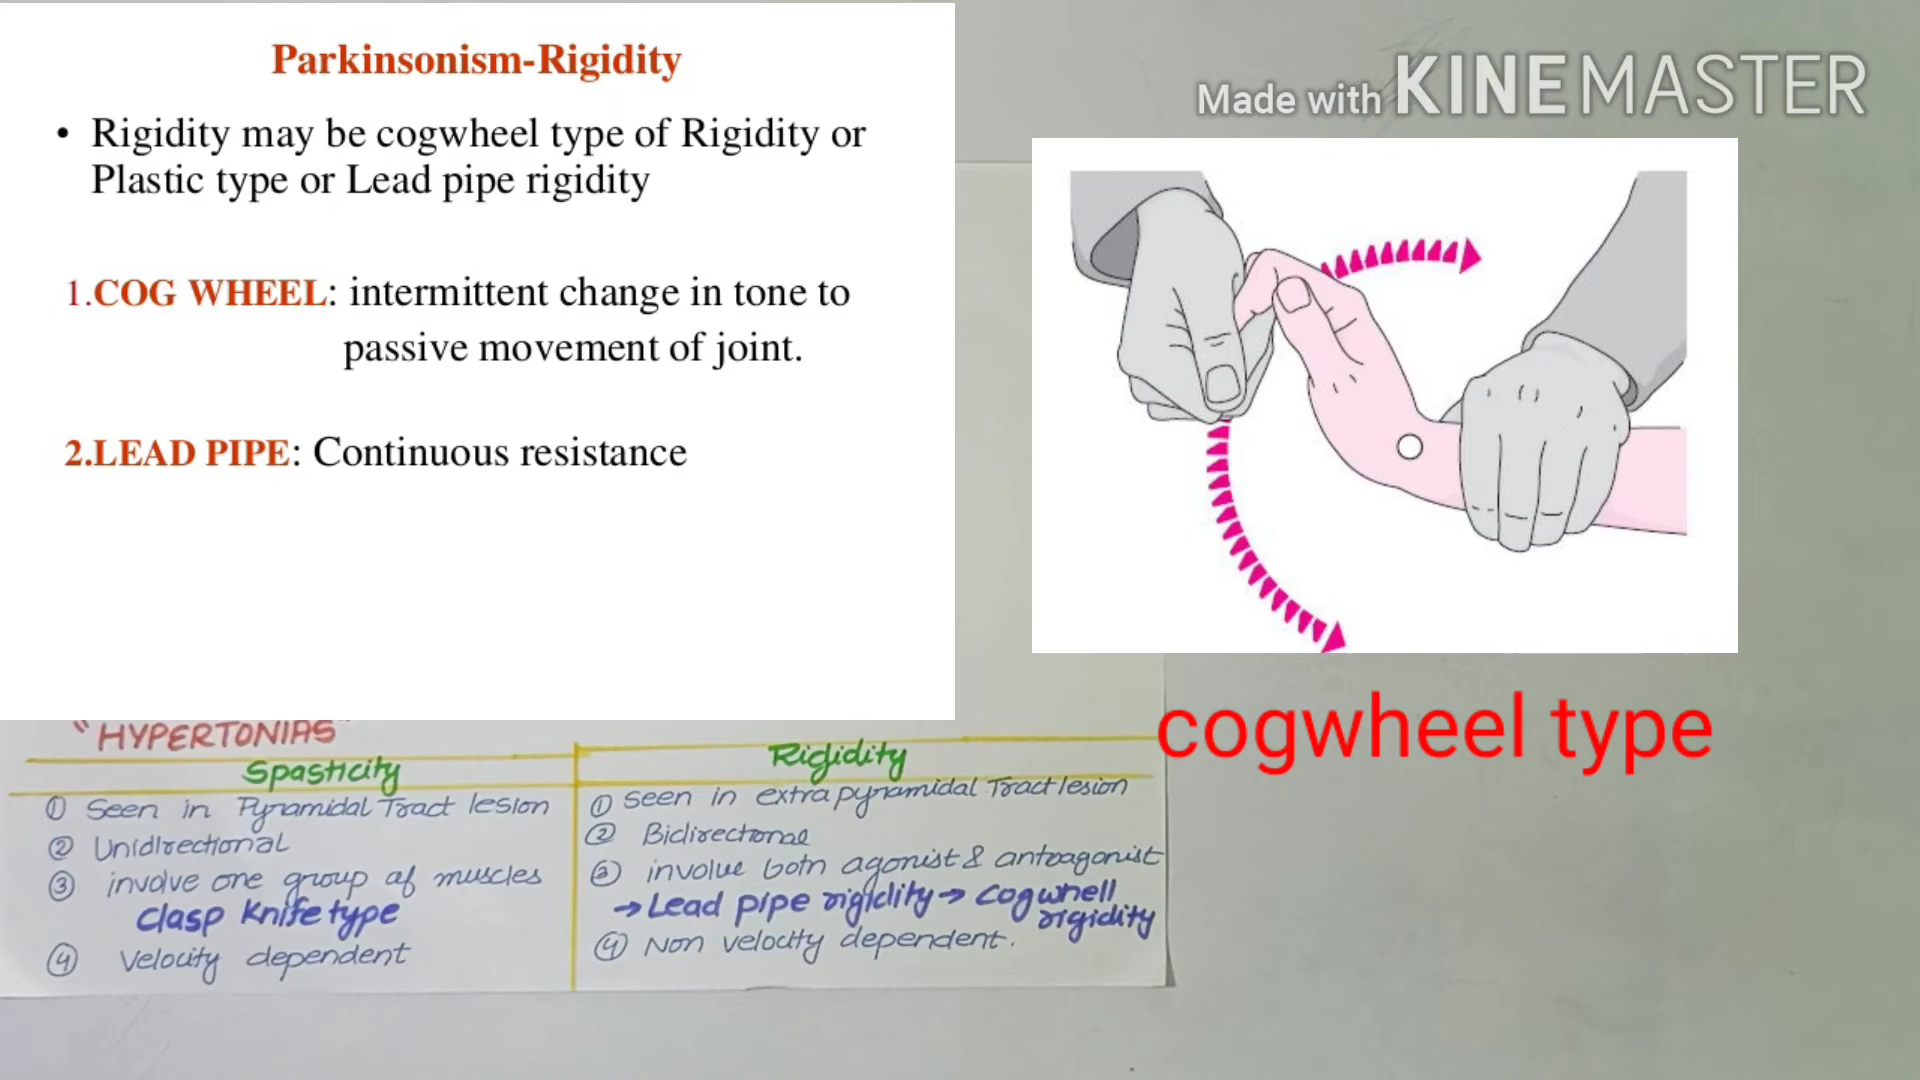 Parkinsonism-Rigidity
• Rigidity may be cogwheel type of Rigidity or
Plastic type or Lead pipe rigidity
1.COG WHEEL: intermittent change in tone to
passive movement of joint.
2.LEAD PIPE: Continuous resistance
Made with KINEMASTER
cogwheel type
"HYPERTONIAS"
Spasticity
① Seen in Pyramidal Tract lesion
② Unidirectional
③ involve one group of muscles
Clasp Knife type
④ Velocity dependent
Rigidity
① Seen in extrapyramidal Tract lesion
② Bidirectional
③ involve both agonist & antoagonist
→ Lead pipe rigidity → Cogwhell
rigidity
④ Non velocity dependent.